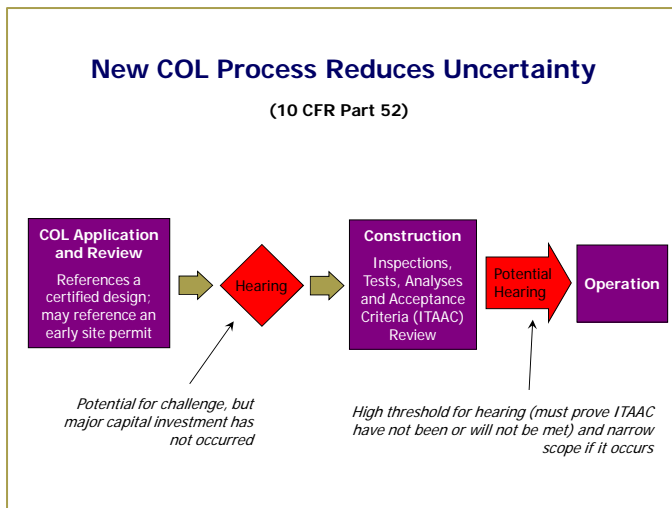 New COL Process Reduces Uncertainty
(10 CFR Part 52)
COL Application
and Review
References a
certified design;
may reference an
early site permit
Hearing
Construction
Inspections,
Tests, Analyses
and Acceptance
Criteria (ITAAC)
Review
Potential
Hearing
Operation
Potential for challenge, but
major capital investment has
not occurred
High threshold for hearing (must prove ITAAC
have not been or will not be met) and narrow
scope if it occurs